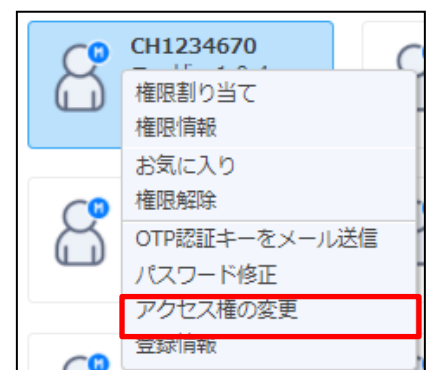 CH1234670
権限割り当て
権限情報
お気に入り
権限解除
OTP認証キーをメール送信
パスワード修正
アクセス権の変更
登録情報